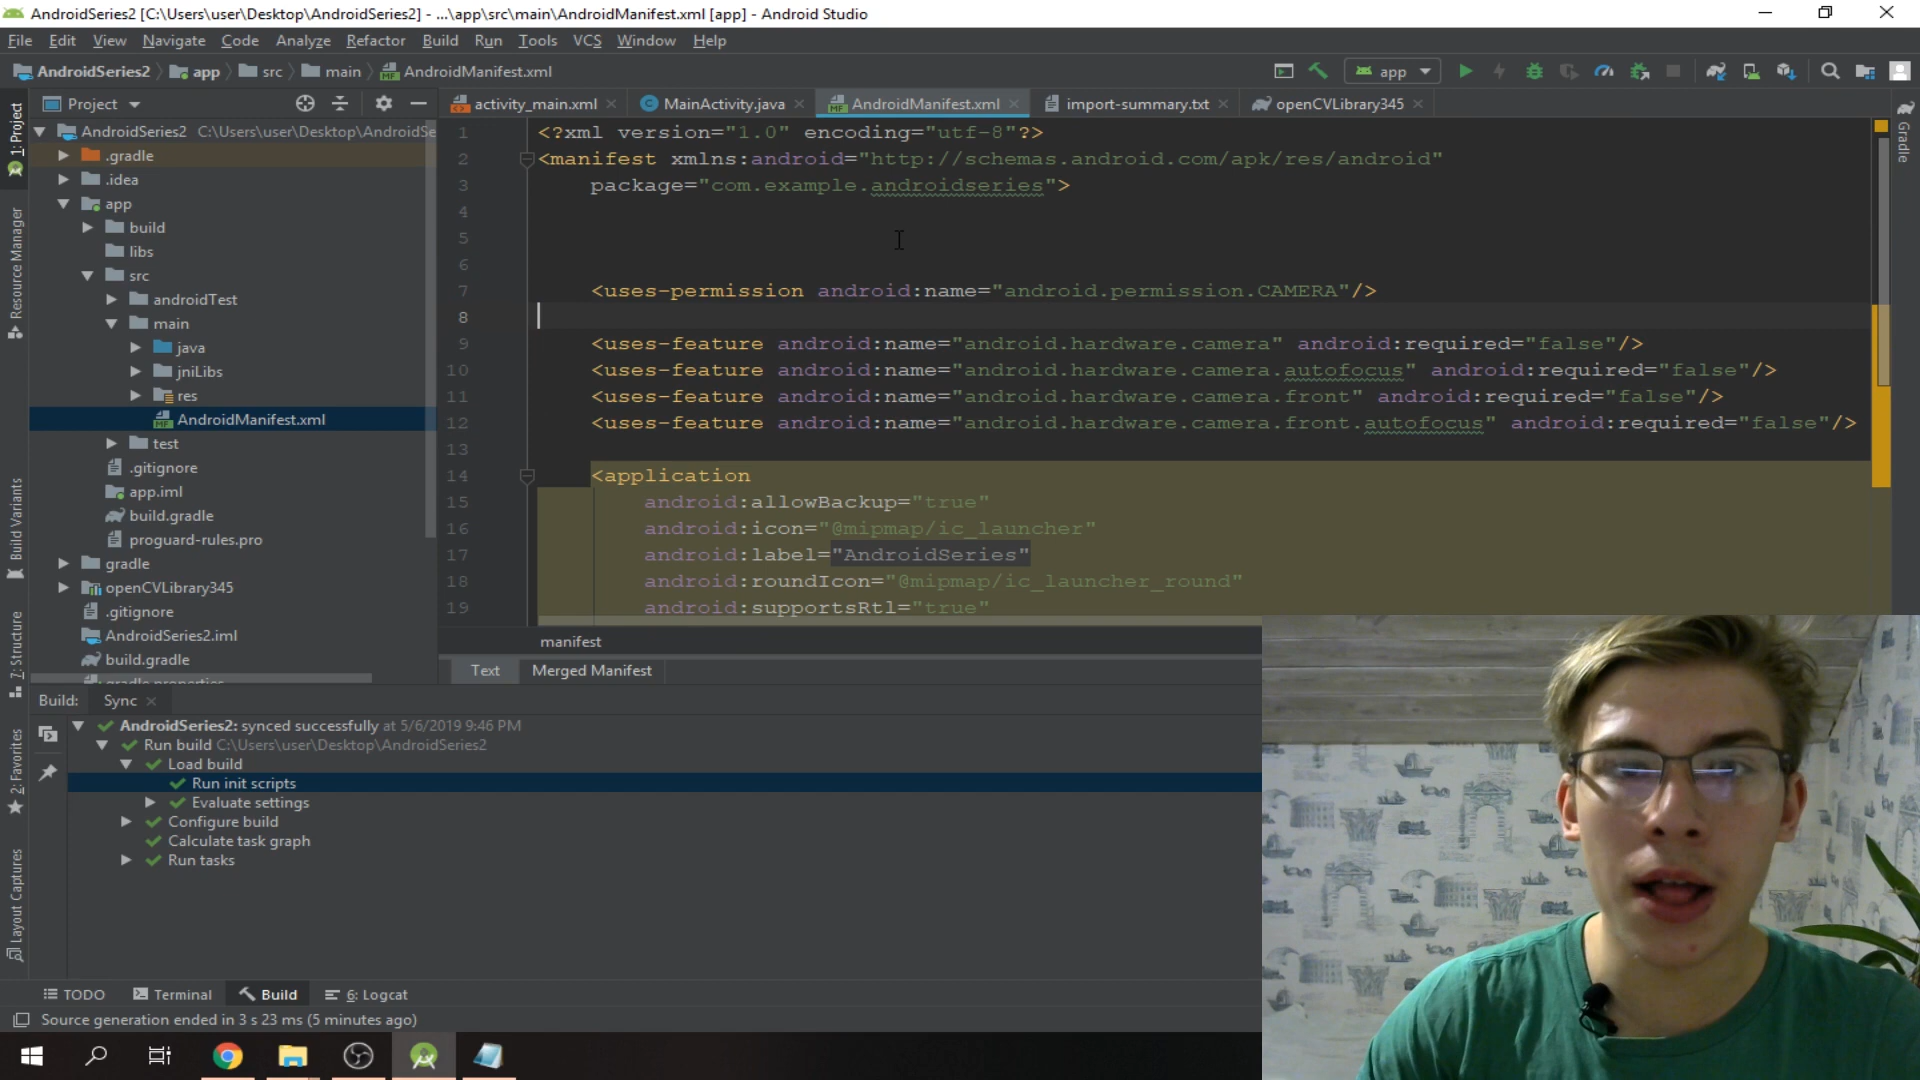 AndroidSeries2 [C:\Users\user\Desktop\AndroidSeries2] - ...\app\src\main\AndroidManifest.xml [app] - Android Studio
File Edit View Navigate Code Analyze Refactor Build Run Tools VCS Window Help
AndroidSeries2 app src main AndroidManifest.xml
app
Project
activity_main.xml MainActivity.java AndroidManifest.xml import-summary.txt openCVLibrary345
1: Project
Resource Manager
Build Variants
7: Structure
2: Favorites
Layout Captures
Gradle
AndroidSeries2 C:\Users\user\Desktop\AndroidSe
.gradle
.idea
app
build
libs
src
androidTest
main
java
jniLibs
res
AndroidManifest.xml
test
.gitignore
app.iml
build.gradle
proguard-rules.pro
gradle
openCVLibrary345
.gitignore
AndroidSeries2.iml
build.gradle
gradle.properties
1 <?xml version="1.0" encoding="utf-8"?>
2 <manifest xmlns:android="http://schemas.android.com/apk/res/android"
3 package="com.example.androidseries">
4
5
6
7 <uses-permission android:name="android.permission.CAMERA"/>
8
9 <uses-feature android:name="android.hardware.camera" android:required="false"/>
10 <uses-feature android:name="android.hardware.camera.autofocus" android:required="false"/>
11 <uses-feature android:name="android.hardware.camera.front" android:required="false"/>
12 <uses-feature android:name="android.hardware.camera.front.autofocus" android:required="false"/>
13
14 <application
15 android:allowBackup="true"
16 android:icon="@mipmap/ic_launcher"
17 android:label="AndroidSeries"
18 android:roundIcon="@mipmap/ic_launcher_round"
19 android:supportsRtl="true"
manifest
Text Merged Manifest
Build: Sync
AndroidSeries2: synced successfully at 5/6/2019 9:46 PM
Run build C:\Users\user\Desktop\AndroidSeries2
Load build
Run init scripts
Evaluate settings
Configure build
Calculate task graph
Run tasks
TODO Terminal Build 6: Logcat
Source generation ended in 3 s 23 ms (5 minutes ago)